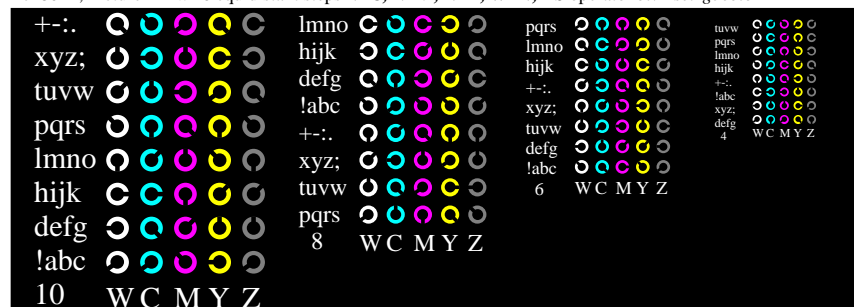 +-:.
xyz;
tuvw
pqrs
lmno
hijk
defg
!abc
10 W C M Y Z
lmno
hijk
defg
!abc
+-:.
xyz;
tuvw
pqrs
8 W C M Y Z
pqrs
lmno
hijk
+-:.
xyz;
tuvw
defg
!abc
6 W C M Y Z
tuvw
pqrs
lmno
hijk
+-:.
!abc
xyz;
defg
4 W C M Y Z